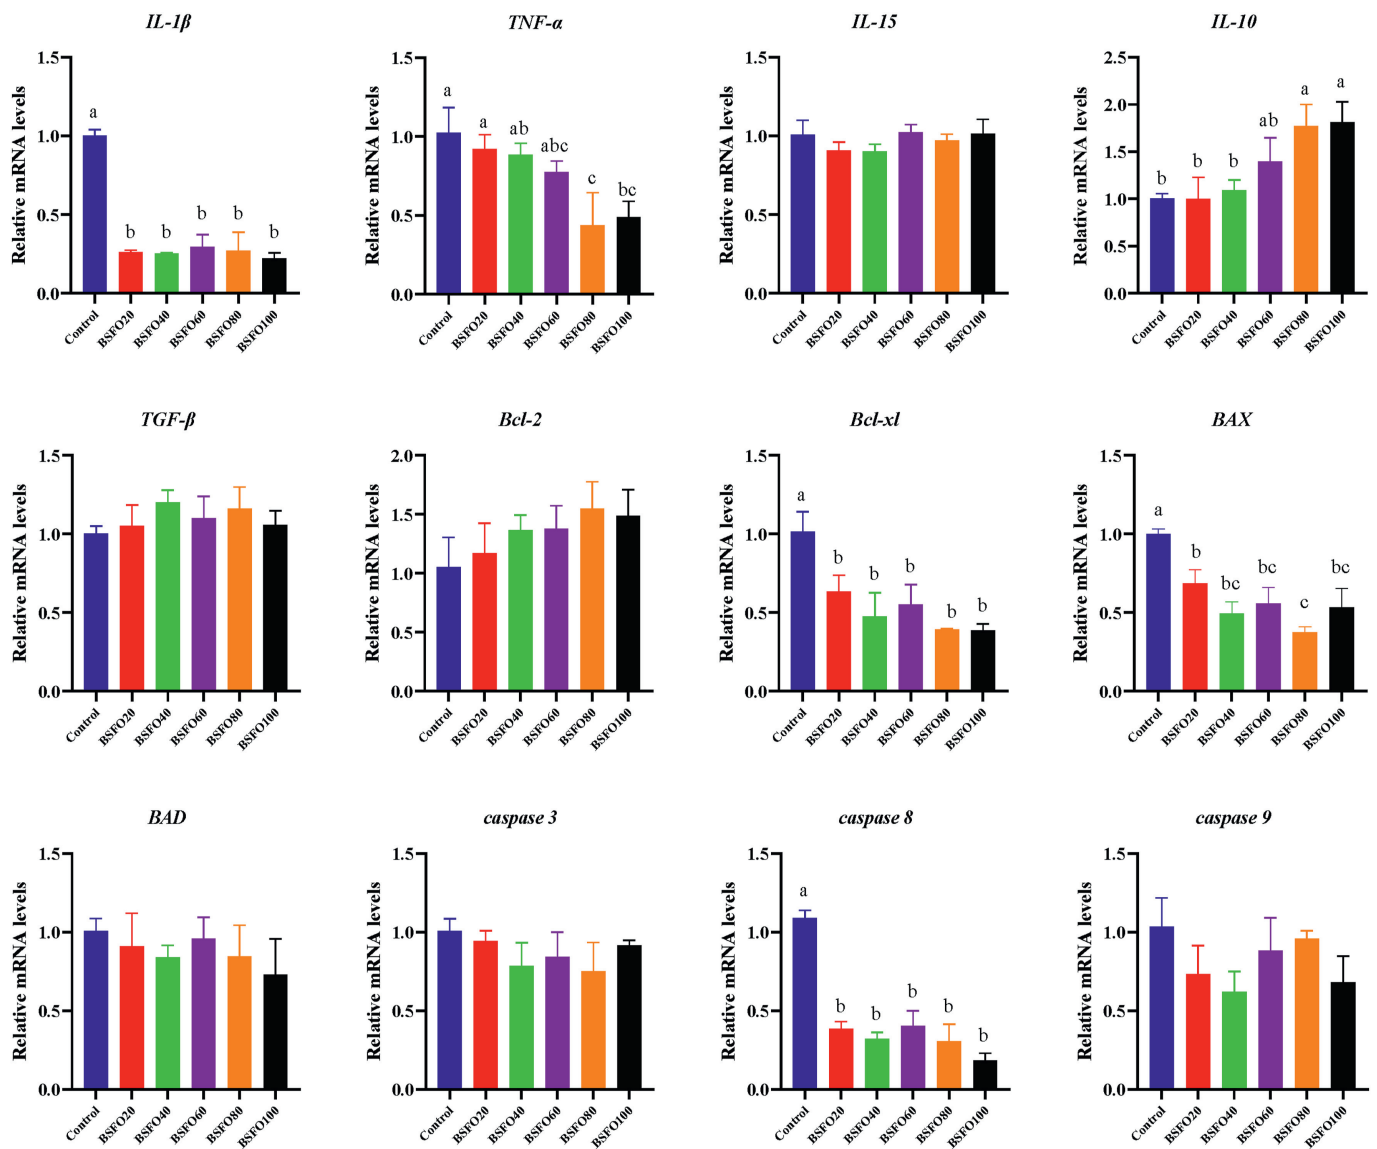 IL-1β
TNF-α
IL-15
IL-10
Relative mRNA levels
1.5
1.0
0.5
0.0
a
b
b
b
b
b
Control
BSFO20
BSFO40
BSFO60
BSFO80
BSFO100
Relative mRNA levels
1.5
1.0
0.5
0.0
a
a
ab
abc
c
bc
Control
BSFO20
BSFO40
BSFO60
BSFO80
BSFO100
Relative mRNA levels
1.5
1.0
0.5
0.0
Control
BSFO20
BSFO40
BSFO60
BSFO80
BSFO100
Relative mRNA levels
2.5
2.0
1.5
1.0
0.5
0.0
b
b
b
ab
a
a
Control
BSFO20
BSFO40
BSFO60
BSFO80
BSFO100
TGF-β
Bcl-2
Bcl-xl
BAX
Relative mRNA levels
1.5
1.0
0.5
0.0
Control
BSFO20
BSFO40
BSFO60
BSFO80
BSFO100
Relative mRNA levels
2.0
1.5
1.0
0.5
0.0
Control
BSFO20
BSFO40
BSFO60
BSFO80
BSFO100
Relative mRNA levels
1.5
1.0
0.5
0.0
a
b
b
b
b
b
Control
BSFO20
BSFO40
BSFO60
BSFO80
BSFO100
Relative mRNA levels
1.5
1.0
0.5
0.0
a
b
bc
bc
c
bc
Control
BSFO20
BSFO40
BSFO60
BSFO80
BSFO100
BAD
caspase 3
caspase 8
caspase 9
Relative mRNA levels
1.5
1.0
0.5
0.0
Control
BSFO20
BSFO40
BSFO60
BSFO80
BSFO100
Relative mRNA levels
1.5
1.0
0.5
0.0
Control
BSFO20
BSFO40
BSFO60
BSFO80
BSFO100
Relative mRNA levels
1.5
1.0
0.5
0.0
a
b
b
b
b
b
Control
BSFO20
BSFO40
BSFO60
BSFO80
BSFO100
Relative mRNA levels
1.5
1.0
0.5
0.0
Control
BSFO20
BSFO40
BSFO60
BSFO80
BSFO100